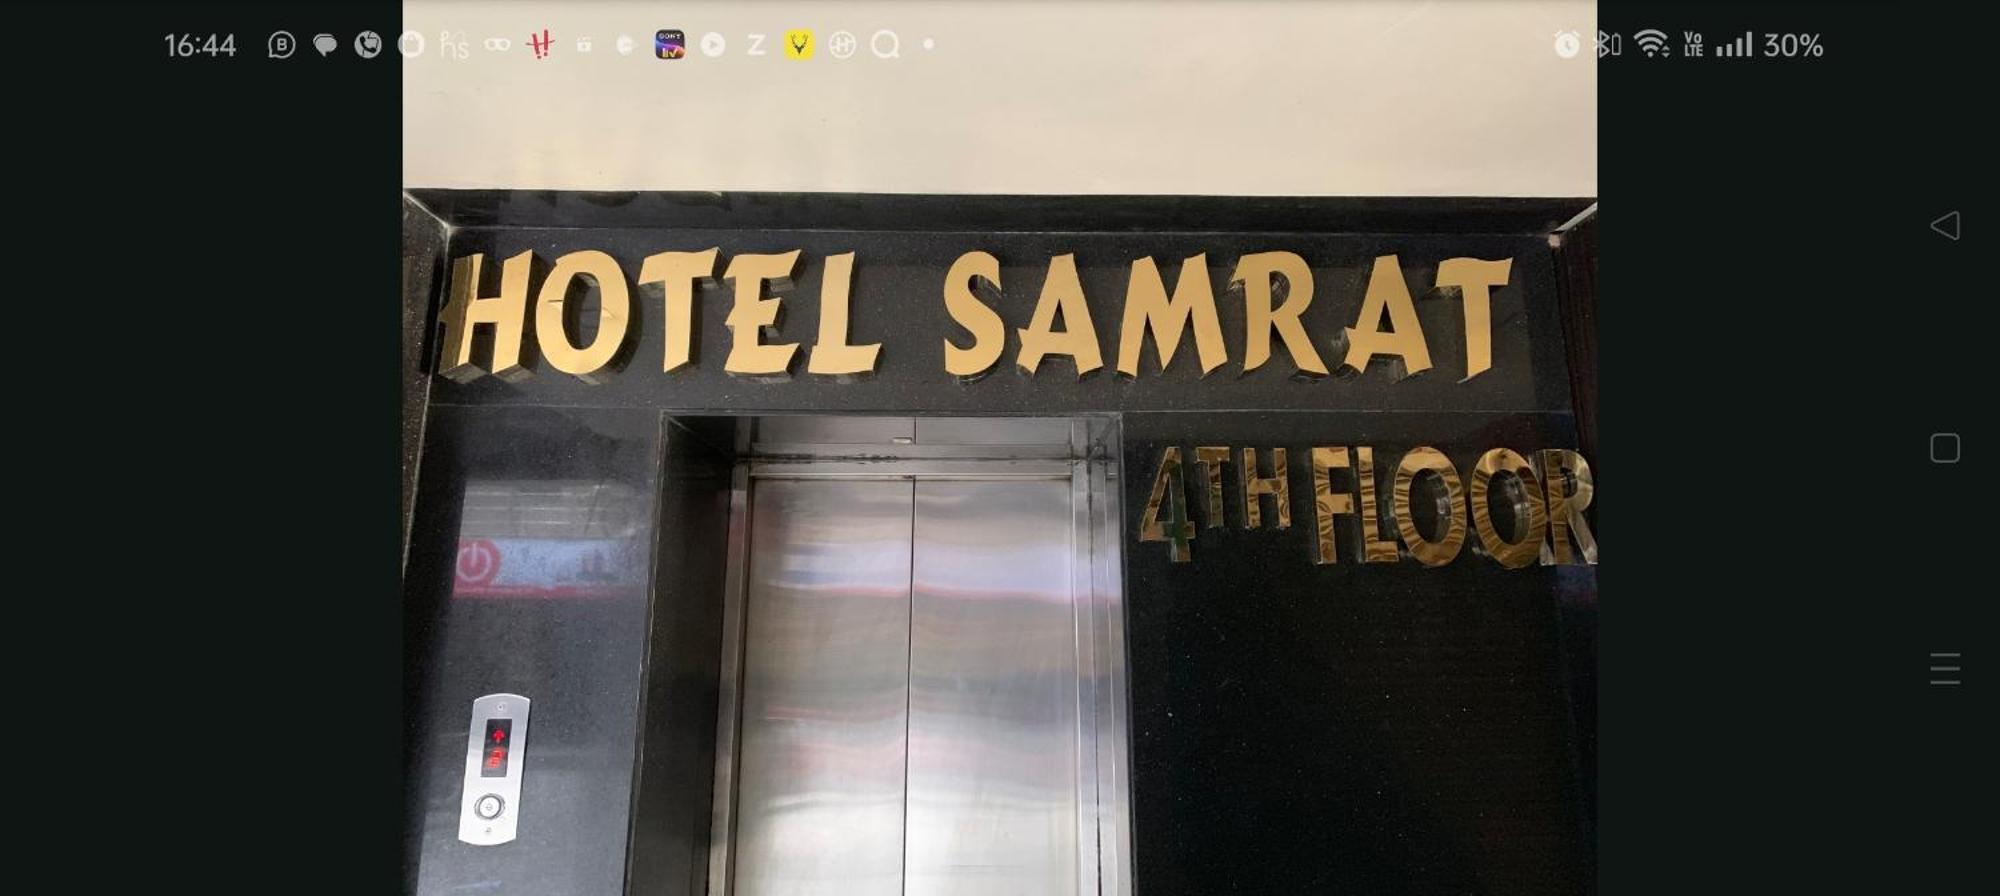 16:44
30%
HOTEL SAMRAT
4TH FLOOR